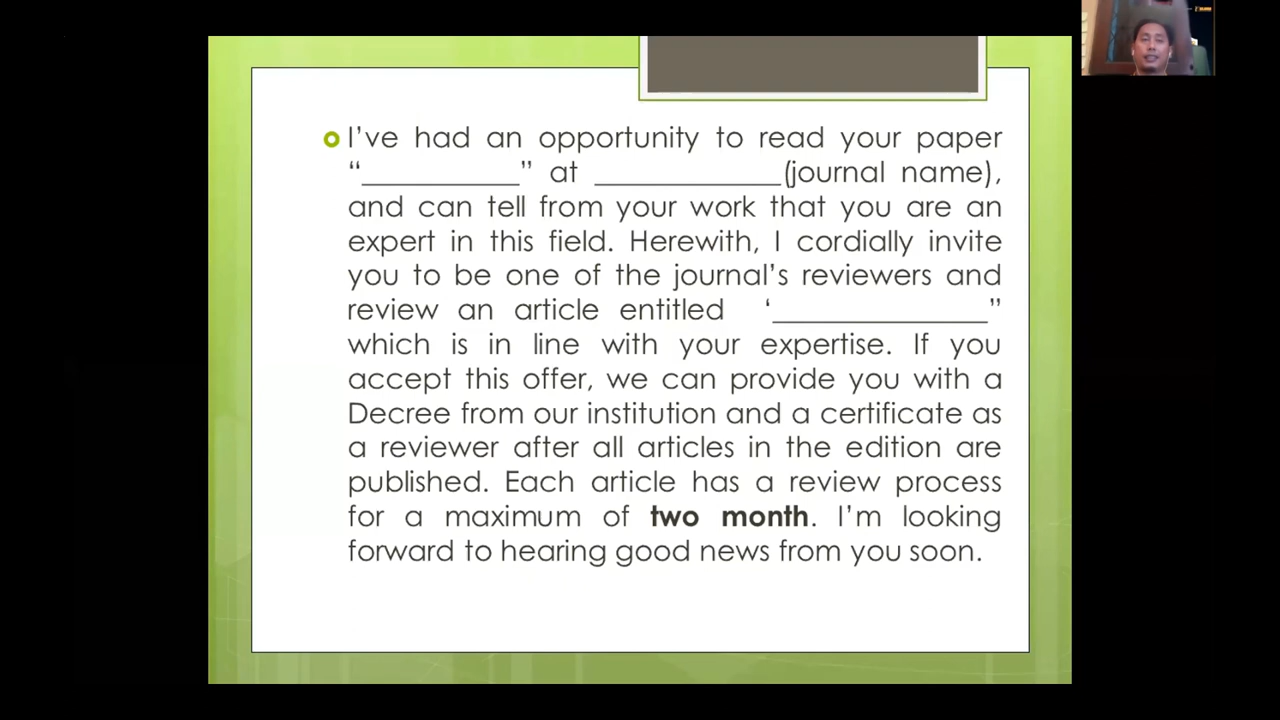 I’ve had an opportunity to read your paper
“___________” at _____________(journal name),
and can tell from your work that you are an
expert in this field. Herewith, I cordially invite
you to be one of the journal’s reviewers and
review an article entitled ‘_______________”
which is in line with your expertise. If you
accept this offer, we can provide you with a
Decree from our institution and a certificate as
a reviewer after all articles in the edition are
published. Each article has a review process
for a maximum of two month. I’m looking
forward to hearing good news from you soon.